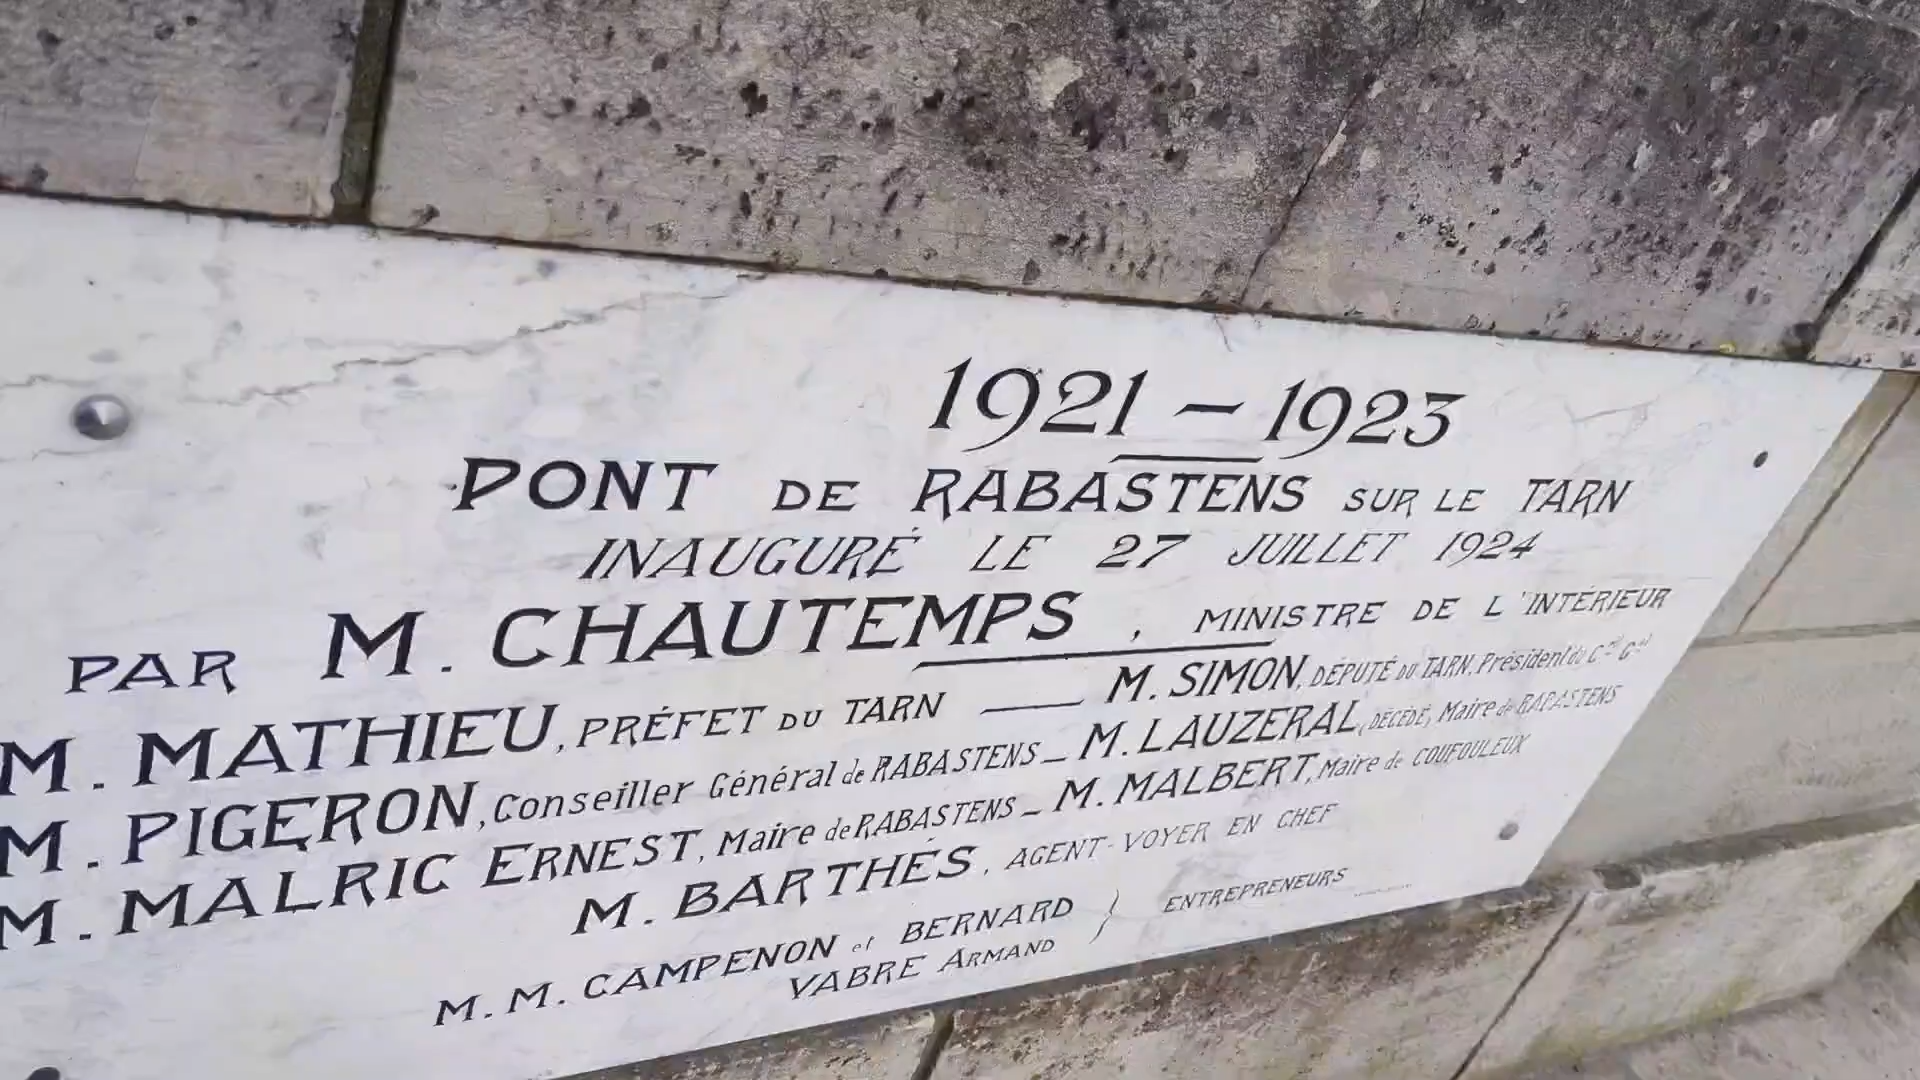 1921 – 1923
PONT DE RABASTENS SUR LE TARN
INAUGURÉ LE 27 JUILLET 1924
PAR M. CHAUTEMPS, MINISTRE DE L'INTÉRIEUR
M. MATHIEU, PRÉFET DU TARN — M. SIMON, DÉPUTÉ DU TARN, Président du Cel Gal
M. PIGERON, Conseiller Général de RABASTENS – M. LAUZERAL, DÉCÉDÉ, Maire de RABASTENS
M. MALRIC ERNEST, Maire de RABASTENS – M. MALBERT, Maire de COUFOULEUX
M. BARTHÉS, AGENT-VOYER EN CHEF
M.M. CAMPENON et BERNARD } ENTREPRENEURS
VABRE ARMAND